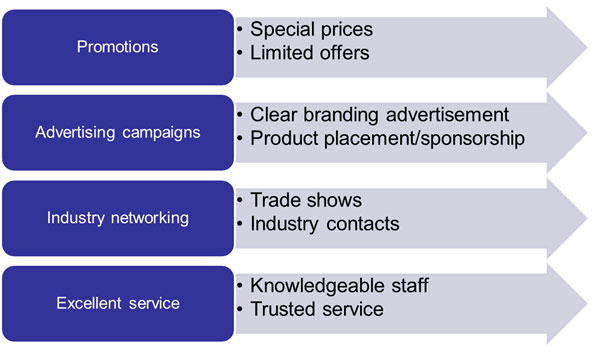 Promotions
• Special prices
• Limited offers
Advertising campaigns
• Clear branding advertisement
• Product placement/sponsorship
Industry networking
• Trade shows
• Industry contacts
Excellent service
• Knowledgeable staff
• Trusted service